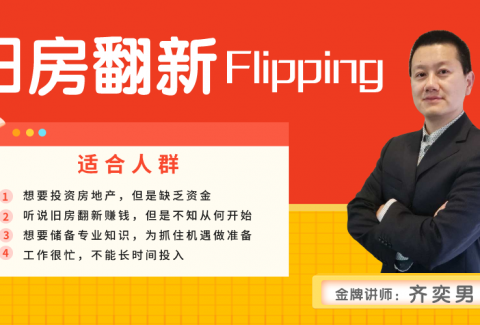 旧房翻新Flipping
适合人群
1 想要投资房地产，但是缺乏资金
2 听说旧房翻新赚钱，但是不知从何开始
3 想要储备专业知识，为抓住机遇做准备
4 工作很忙，不能长时间投入
金牌讲师：齐奕男